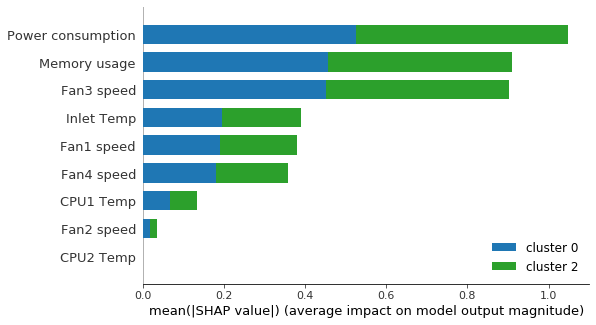 Power consumption
Memory usage
Fan3 speed
Inlet Temp
Fan1 speed
Fan4 speed
CPU1 Temp
Fan2 speed
CPU2 Temp
cluster 0
cluster 2
0.0 0.2 0.4 0.6 0.8 1.0
mean(|SHAP value|) (average impact on model output magnitude)